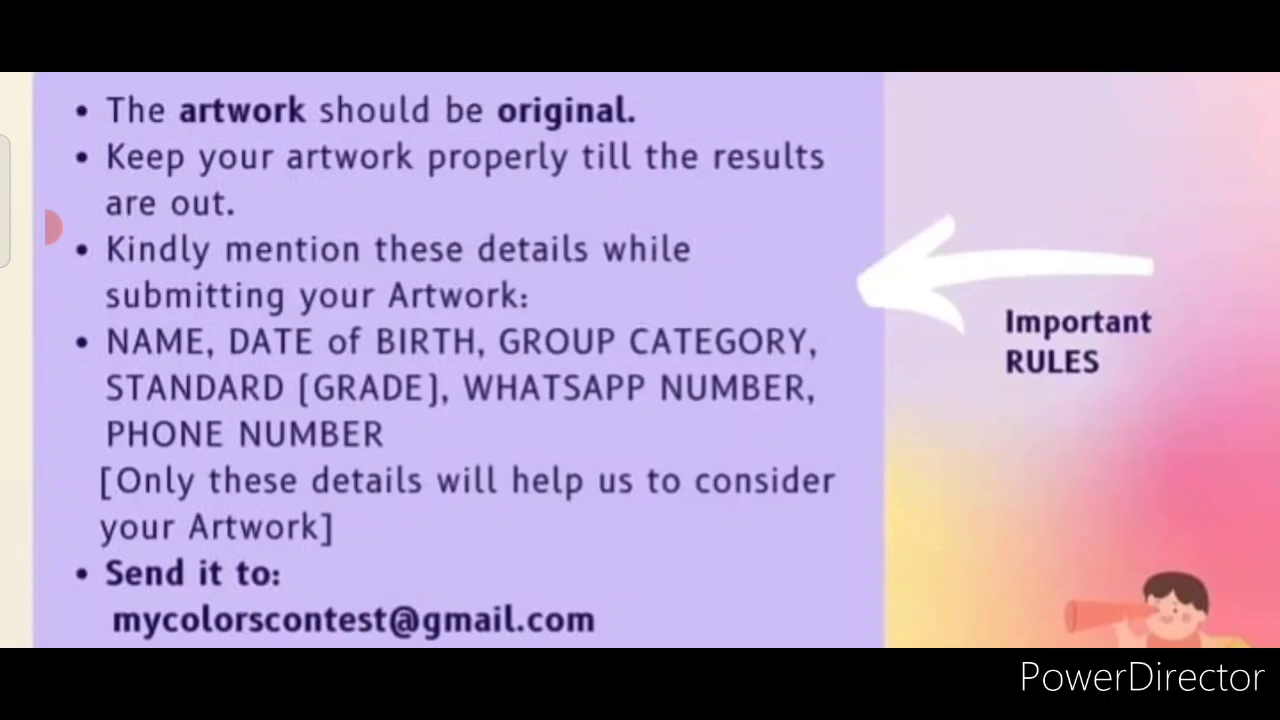 • The artwork should be original.
• Keep your artwork properly till the results
are out.
• Kindly mention these details while
submitting your Artwork:
• NAME, DATE of BIRTH, GROUP CATEGORY,
STANDARD [GRADE], WHATSAPP NUMBER,
PHONE NUMBER
[Only these details will help us to consider
your Artwork]
• Send it to:
mycolorscontest@gmail.com
Important
RULES
PowerDirector